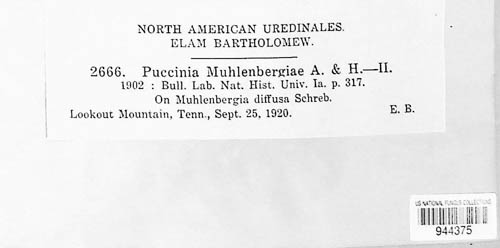 NORTH AMERICAN UREDINALES.
ELAM BARTHOLOMEW.
2666. Puccinia Muhlenbergiae A. & H.—II.
1902 : Bull. Lab. Nat. Hist. Univ. Ia. p. 317.
On Muhlenbergia diffusa Schreb.
Lookout Mountain, Tenn., Sept. 25, 1920. E. B.
US NATIONAL FUNGUS COLLECTIONS
944375